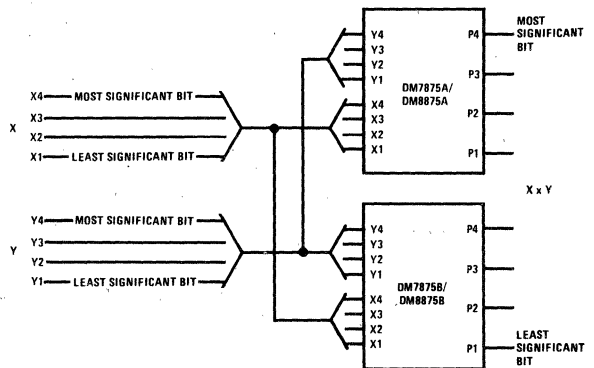 MOST
SIGNIFICANT
BIT
Y4 P4
Y3
Y2
Y1 P3
DM7875A/
DM8875A
X4
X3 P2
X2
X1 P1
X4 MOST SIGNIFICANT BIT
X3
X
X2
X1 LEAST SIGNIFICANT BIT
X x Y
Y4 MOST SIGNIFICANT BIT
Y3
Y
Y2
Y1 LEAST SIGNIFICANT BIT
Y4 P4
Y3
Y2
Y1 P3
DM7875B/
DM8875B
X4
X3 P2
X2
X1 P1
LEAST
SIGNIFICANT
BIT